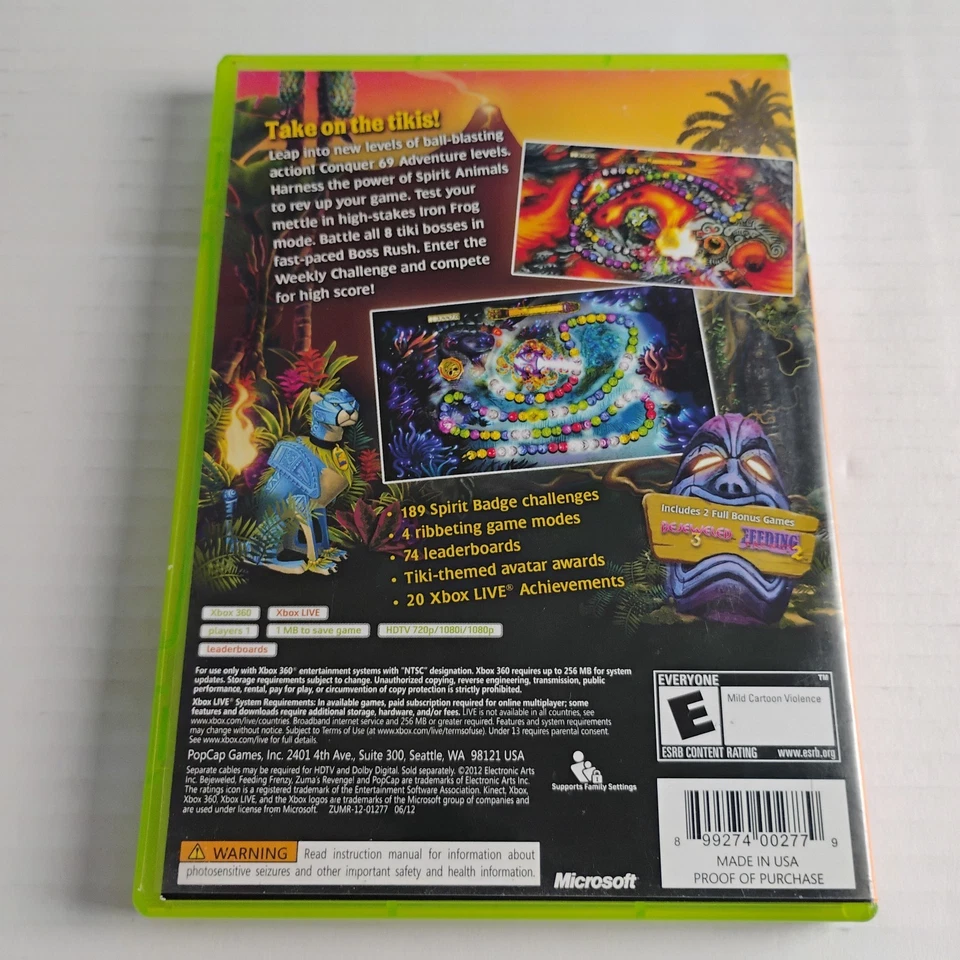 Take on the tikis!
Leap into new levels of ball-blasting
action! Conquer 69 Adventure levels.
Harness the power of Spirit Animals
to rev up your game. Test your
mettle in high-stakes Iron Frog
mode. Battle all 8 tiki bosses in
fast-paced Boss Rush. Enter the
Weekly Challenge and compete
for high score!
• 189 Spirit Badge challenges
• 4 ribbeting game modes
• 74 leaderboards
• Tiki-themed avatar awards
• 20 Xbox LIVE® Achievements
Includes 2 Full Bonus Games
BEJEWELED 3 FEEDING 2
Xbox 360 Xbox LIVE
players 1 1 MB to save game HDTV 720p/1080i/1080p
leaderboards
For use only with Xbox 360® entertainment systems with "NTSC" designation. Xbox 360 requires up to 256 MB for system
updates. Storage requirements subject to change. Unauthorized copying, reverse engineering, transmission, public
performance, rental, pay for play, or circumvention of copy protection is strictly prohibited.
Xbox LIVE® System Requirements: In available games, paid subscription required for online multiplayer; some
features and downloads require additional storage, hardware, and/or fees. LIVE is not available in all countries, see
www.xbox.com/live/countries. Broadband internet service and 256 MB or greater required. Features and system requirements
may change without notice. Subject to Terms of Use (at www.xbox.com/live/termsofuse). Under 13 requires parental consent.
See www.xbox.com/live for full details.
PopCap Games, Inc. 2401 4th Ave., Suite 300, Seattle, WA 98121 USA
Separate cables may be required for HDTV and Dolby Digital. Sold separately. ©2012 Electronic Arts
Inc. Bejeweled, Feeding Frenzy, Zuma's Revenge! and PopCap are trademarks of Electronic Arts Inc.
The ratings icon is a registered trademark of the Entertainment Software Association. Kinect, Xbox,
Xbox 360, Xbox LIVE, and the Xbox logos are trademarks of the Microsoft group of companies and
are used under license from Microsoft. ZUMR-12-01277 06/12
Supports Family Settings
EVERYONE
TM
E
Mild Cartoon Violence
ESRB CONTENT RATING www.esrb.org
8 99274 00277 9
MADE IN USA
PROOF OF PURCHASE
WARNING Read instruction manual for information about
photosensitive seizures and other important safety and health information.
Microsoft